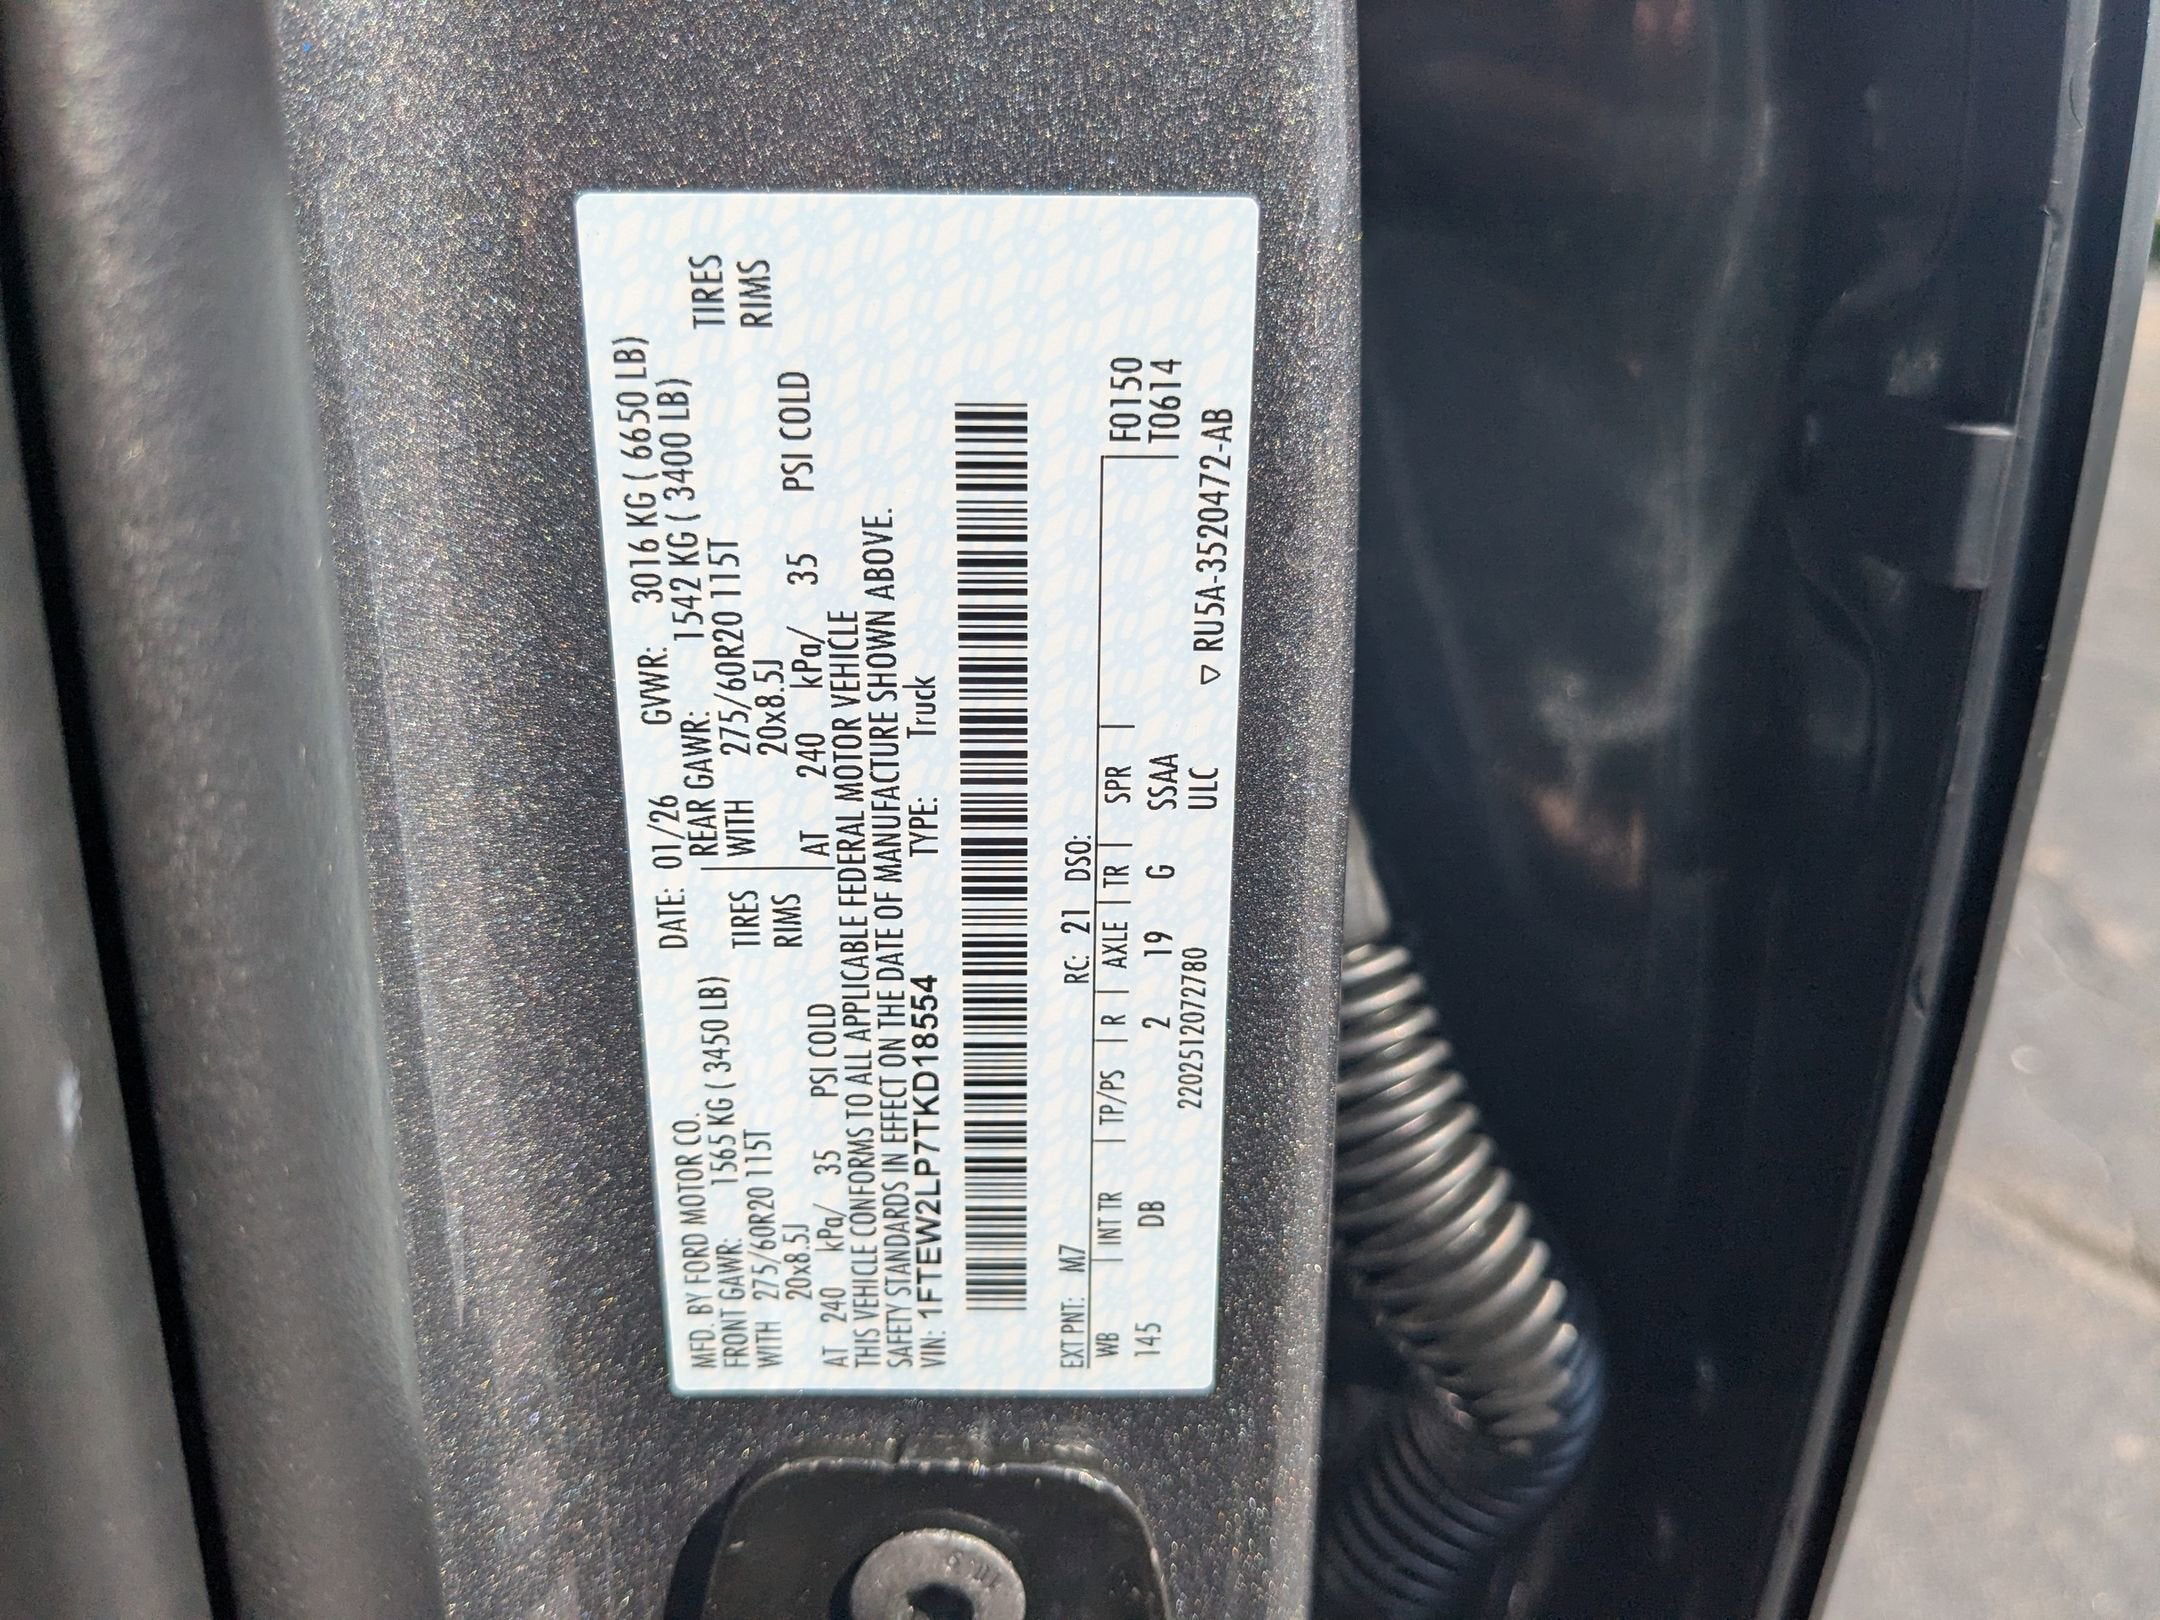 MFD. BY FORD MOTOR CO. DATE: 01/26 GVWR: 3016 KG ( 6650 LB)
FRONT GAWR: 1565 KG ( 3450 LB) REAR GAWR: 1542 KG ( 3400 LB)
WITH 275/60R20 115T TIRES WITH 275/60R20 115T TIRES
20x8.5J RIMS 20x8.5J RIMS
AT 240 kPa/ 35 PSI COLD AT 240 kPa/ 35 PSI COLD
THIS VEHICLE CONFORMS TO ALL APPLICABLE FEDERAL MOTOR VEHICLE
SAFETY STANDARDS IN EFFECT ON THE DATE OF MANUFACTURE SHOWN ABOVE.
VIN: 1FTEW2LP7TKD18554 TYPE: Truck
EXT PNT: M7 RC: 21 DSO:
WB | INT TR | TP/PS | R | AXLE | TR | SPR | F0150
145 DB 2 19 G SSAA T0614
2202512072780 ULC ▽ RU5A-3520472-AB